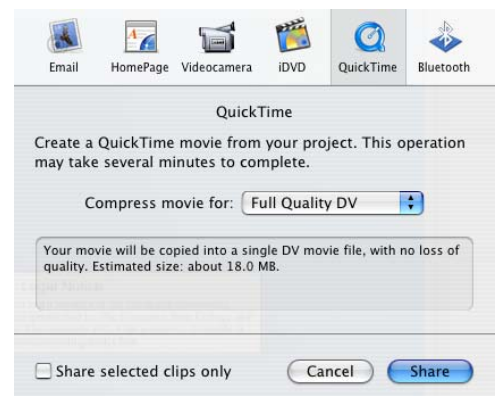 Email HomePage Videocamera iDVD QuickTime Bluetooth
QuickTime
Create a QuickTime movie from your project. This operation
may take several minutes to complete.
Compress movie for: Full Quality DV
Your movie will be copied into a single DV movie file, with no loss of
quality. Estimated size: about 18.0 MB.
Share selected clips only Cancel Share